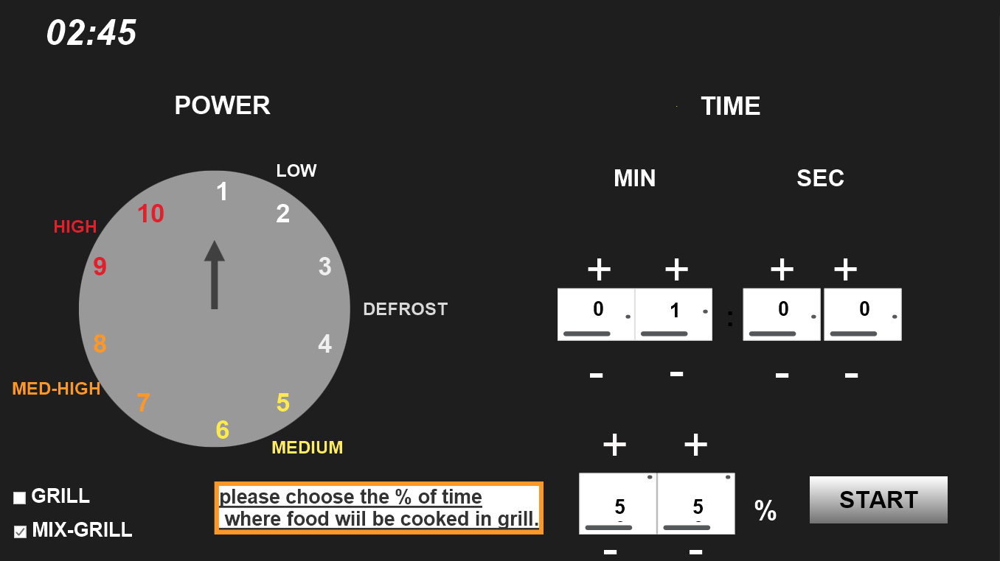 02:45
POWER
TIME
LOW
MIN
SEC
1
10
2
HIGH
9
3
+ + + +
DEFROST
0 1 : 0 0
8
4
- - - -
MED-HIGH
7
5
6
MEDIUM
+ +
GRILL
MIX-GRILL
please choose the % of time
where food wiil be cooked in grill.
5 5 %
- -
START